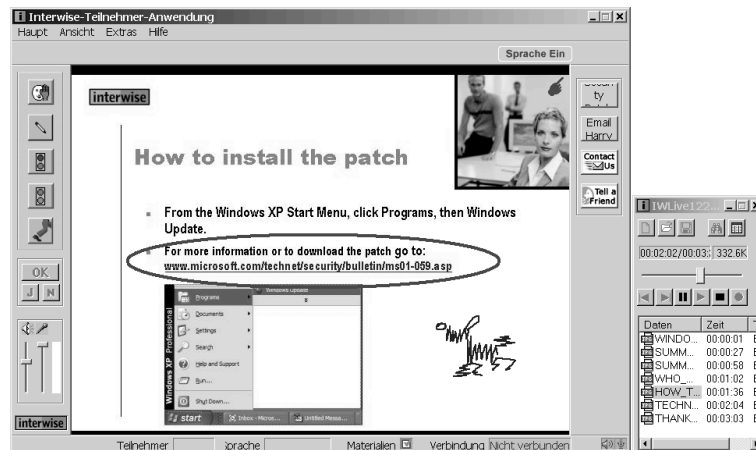 Interwise-Teilnehmer-Anwendung
Haupt Ansicht Extras Hilfe
Sprache Ein
interwise
ty
Email
Harry
Contact
Us
Tell a
Friend
How to install the patch
From the Windows XP Start Menu, click Programs, then Windows
Update.
For more information or to download the patch go to:
www.microsoft.com/technet/security/bulletin/ms01-059.asp
Windows XP Professional
Windows Update
Programs
Documents
Settings
Search
Help and Support
Run...
Shut Down...
start
Inbox - Micros...
Untitled Messa...
OK
J N
interwise
Teilnehmer
Materialien
Verbindung Nicht verbunden
IWLive122...
00:02:02/00:03: 332.6K
Daten Zeit
WINDO... 00:00:01
SUMM... 00:00:27
SUMM... 00:00:58
WHO_... 00:01:02
HOW_T... 00:01:36
TECHN... 00:02:04
THANK... 00:03:03